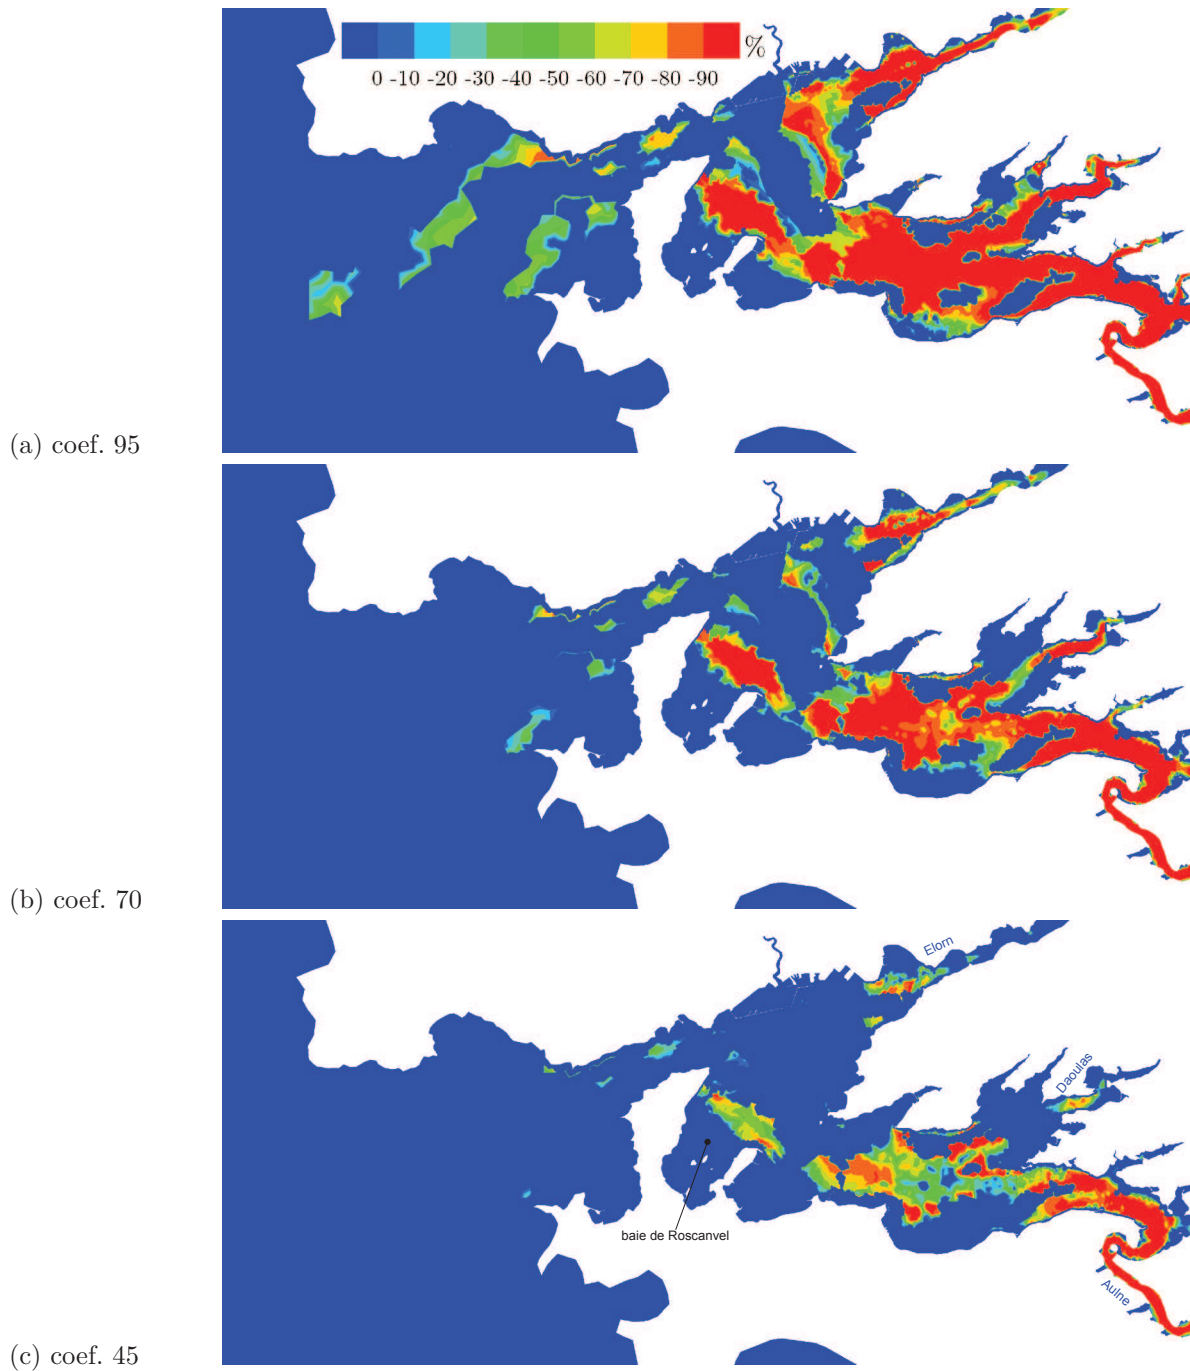 %
0 -10 -20 -30 -40 -50 -60 -70 -80 -90
(a) coef. 95
(b) coef. 70
Elorn
Daoulas
baie de Roscanvel
Aulne
(c) coef. 45